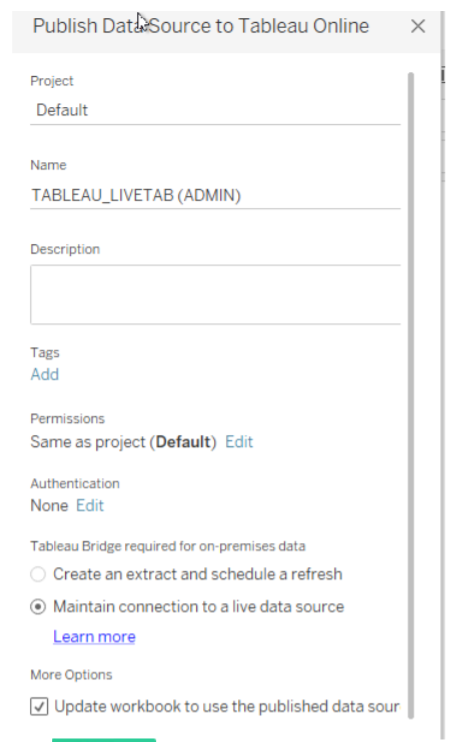 Publish Data Source to Tableau Online
Project
Default
Name
TABLEAU_LIVETAB (ADMIN)
Description
Tags
Add
Permissions
Same as project (Default) Edit
Authentication
None Edit
Tableau Bridge required for on-premises data
Create an extract and schedule a refresh
Maintain connection to a live data source
Learn more
More Options
Update workbook to use the published data sour